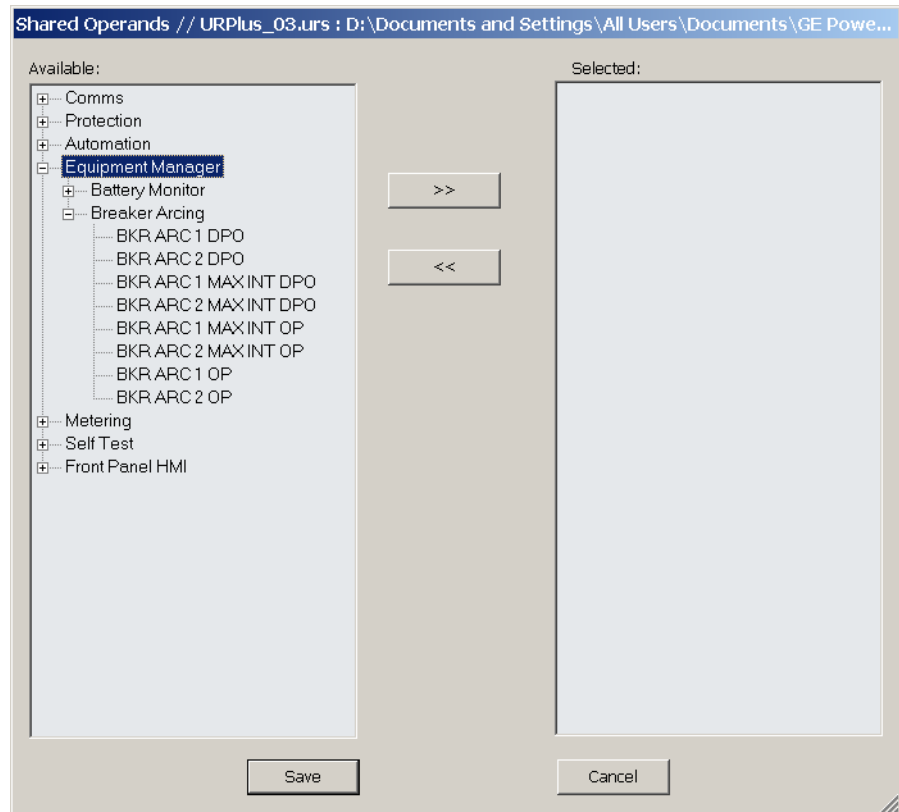 Shared Operands // URPlus_03.urs : D:\Documents and Settings\All Users\Documents\GE Powe...
Available:
Selected:
Comms
Protection
Automation
Equipment Manager
Battery Monitor
Breaker Arcing
BKR ARC 1 DPO
BKR ARC 2 DPO
BKR ARC 1 MAX INT DPO
BKR ARC 2 MAX INT DPO
BKR ARC 1 MAX INT OP
BKR ARC 2 MAX INT OP
BKR ARC 1 OP
BKR ARC 2 OP
Metering
Self Test
Front Panel HMI
>>
<<
Save
Cancel